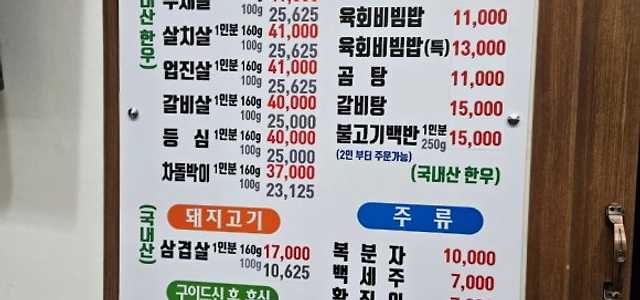 1인분 160g
100g 25,625
살치살 1인분 160g 41,000
100g 25,625
업진살 1인분 160g 41,000
100g 25,625
갈비살 1인분 160g 40,000
100g 25,000
등심 1인분 160g 40,000
100g 25,000
차돌박이 1인분 160g 37,000
100g 23,125
산 한우)
돼지고기
(국내산)
삼겹살 1인분 160g 17,000
100g 10,625
육회비빔밥 11,000
육회비빔밥(특) 13,000
곰탕 11,000
갈비탕 15,000
불고기백반 1인분 250g 15,000
(2인 부터 주문가능)
(국내산 한우)
주류
복분자 10,000
백세주 7,000